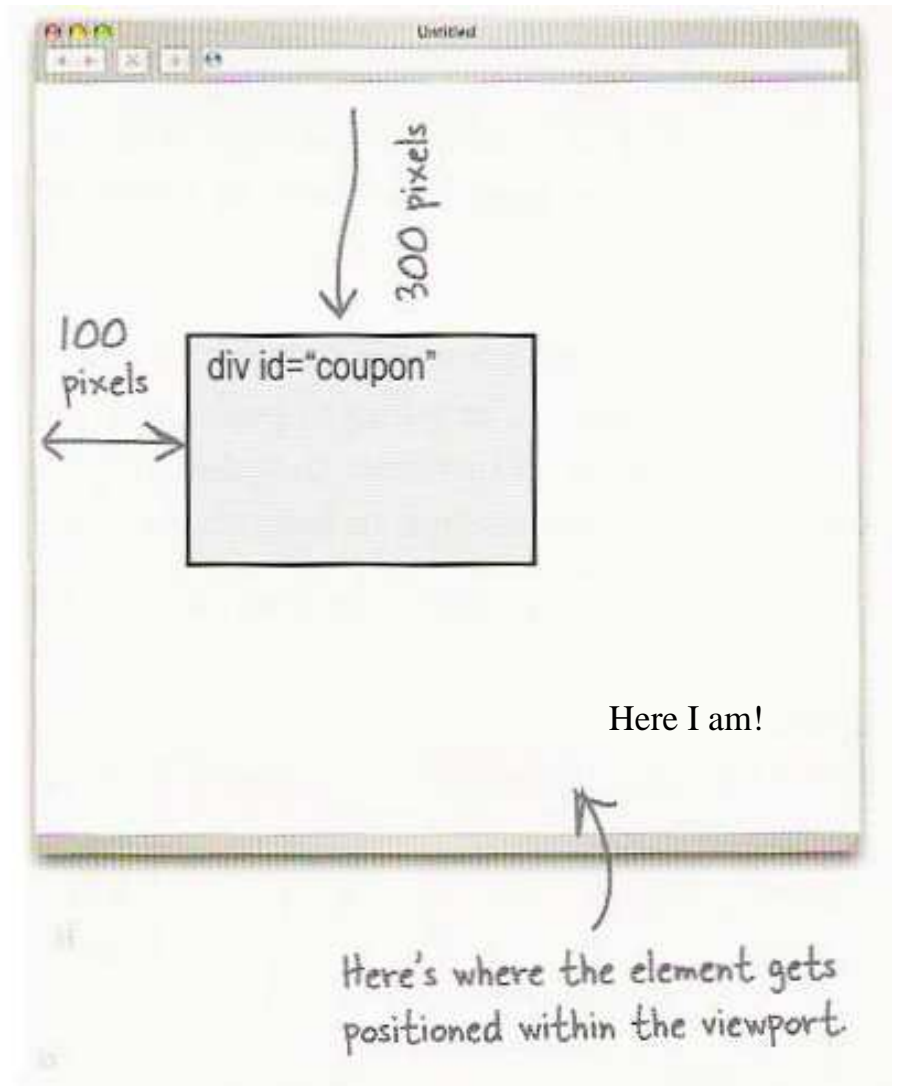 Untitled
300 pixels
100
pixels
div id="coupon"
Here I am!
Here's where the element gets
positioned within the viewport.